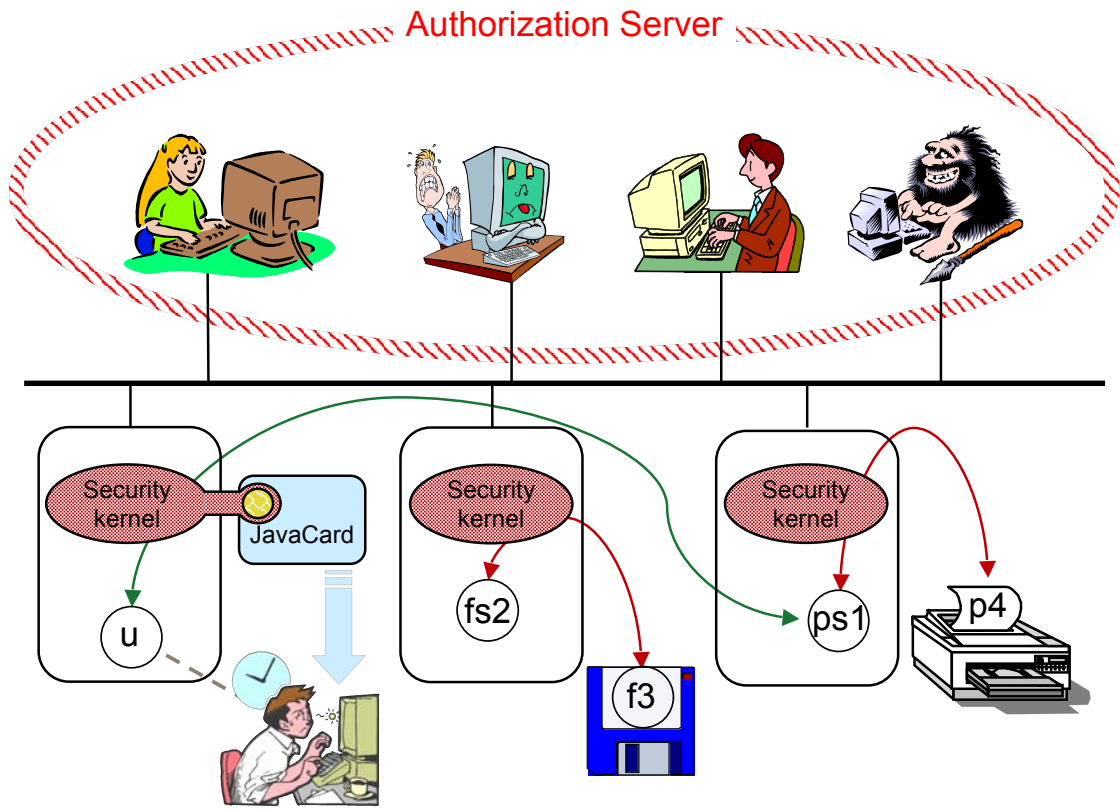 Authorization Server
Security
kernel
JavaCard
u
Security
kernel
fs2
f3
Security
kernel
ps1
p4